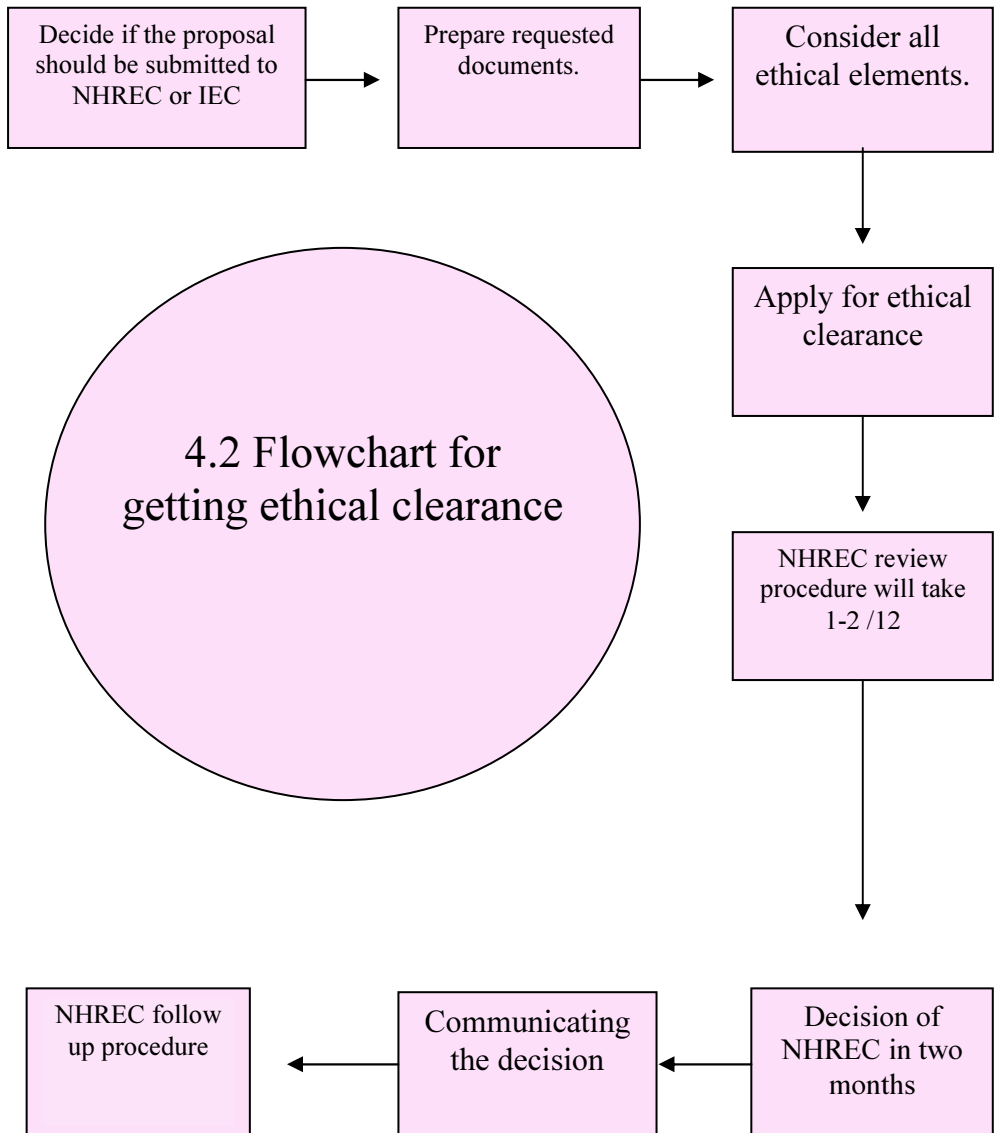 Decide if the proposal
should be submitted to
NHREC or IEC
Prepare requested
documents.
Consider all
ethical elements.
Apply for ethical
clearance
4.2 Flowchart for
getting ethical clearance
NHREC review
procedure will take
1-2 /12
Decision of
NHREC in two
months
Communicating
the decision
NHREC follow
up procedure